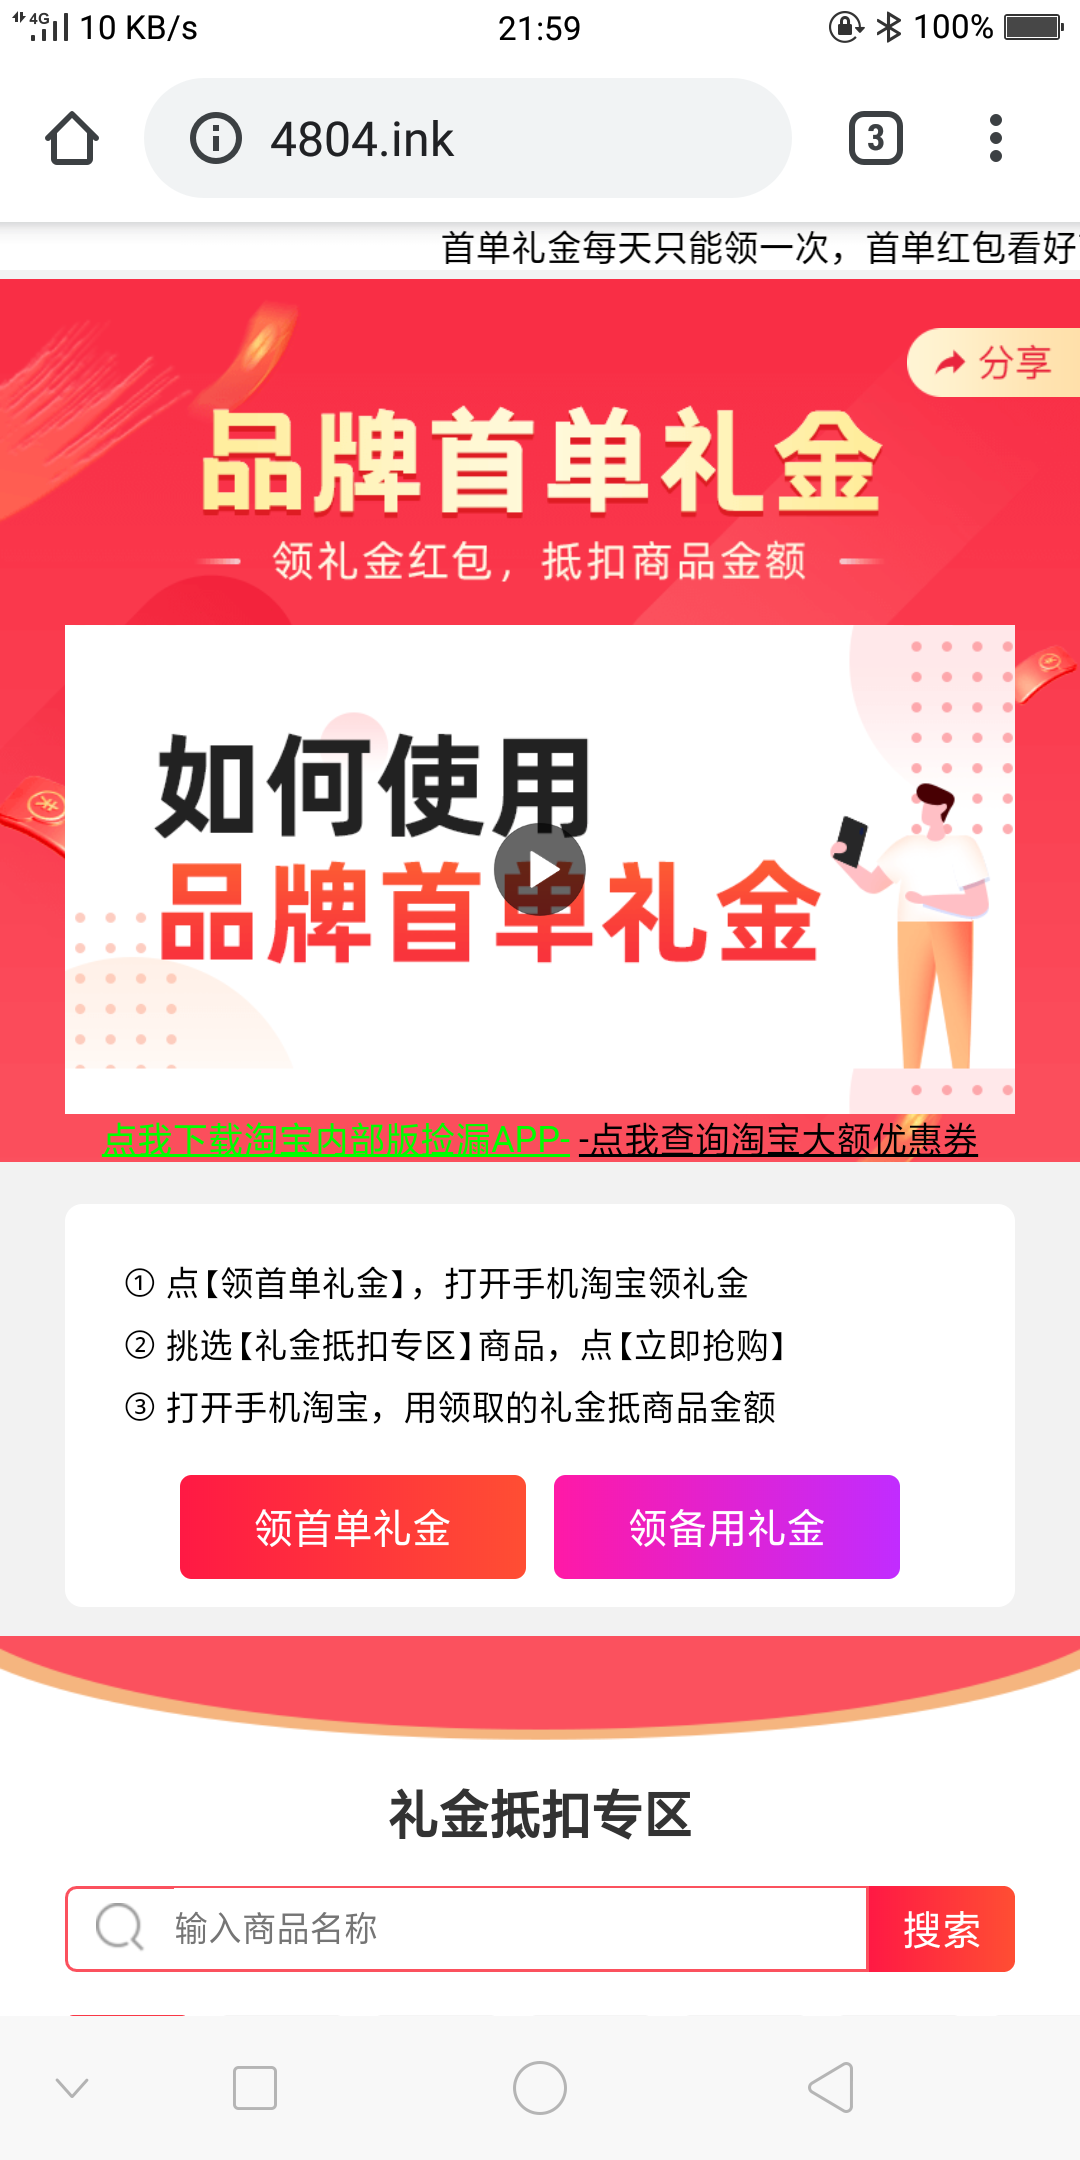 4G 10 KB/s 21:59 100%
4804.ink 3
首单礼金每天只能领一次，首单红包看好
分享
品牌首单礼金
领礼金红包，抵扣商品金额
如何使用
品牌首单礼金
点我下载淘宝内部版捡漏APP- -点我查询淘宝大额优惠券
① 点【领首单礼金】，打开手机淘宝领礼金
② 挑选【礼金抵扣专区】商品，点【立即抢购】
③ 打开手机淘宝，用领取的礼金抵商品金额
领首单礼金 领备用礼金
礼金抵扣专区
输入商品名称 搜索